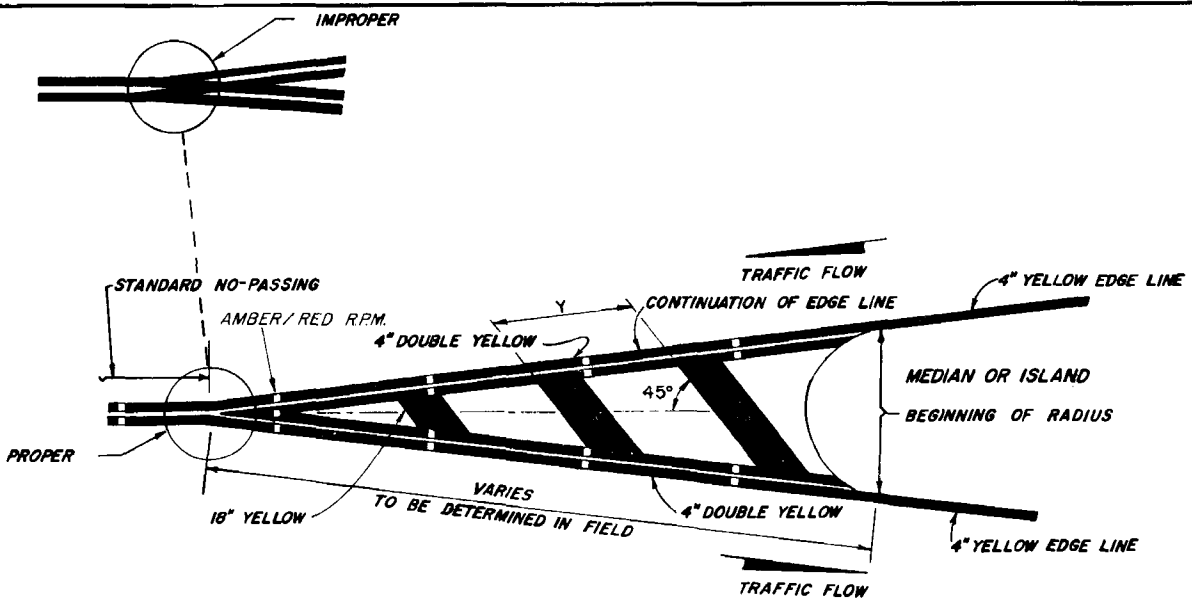 IMPROPER
TRAFFIC FLOW
4" YELLOW EDGE LINE
STANDARD NO-PASSING
Y
CONTINUATION OF EDGE LINE
AMBER/RED R.P.M.
4" DOUBLE YELLOW
45°
MEDIAN OR ISLAND
BEGINNING OF RADIUS
PROPER
18" YELLOW
VARIES
TO BE DETERMINED IN FIELD
4" DOUBLE YELLOW
4" YELLOW EDGE LINE
TRAFFIC FLOW